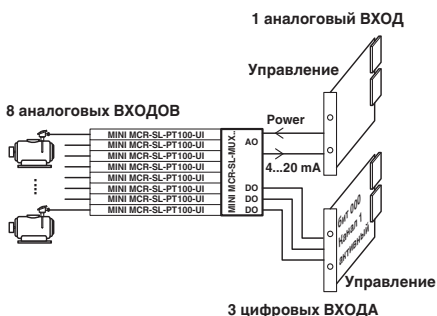 1 аналоговый ВХОД
Управление
8 аналоговых ВХОДОВ
Power
MINI MCR-SL-PT100-UI
MINI MCR-SL-PT100-UI
MINI MCR-SL-PT100-UI
MINI MCR-SL-PT100-UI
MINI MCR-SL-PT100-UI
MINI MCR-SL-PT100-UI
MINI MCR-SL-PT100-UI
MINI MCR-SL-PT100-UI
MINI MCR-SL-MUX..
AO
4...20 mA
DO
DO
DO
бит 000
Канал 1
активный
Управление
3 цифровых ВХОДА